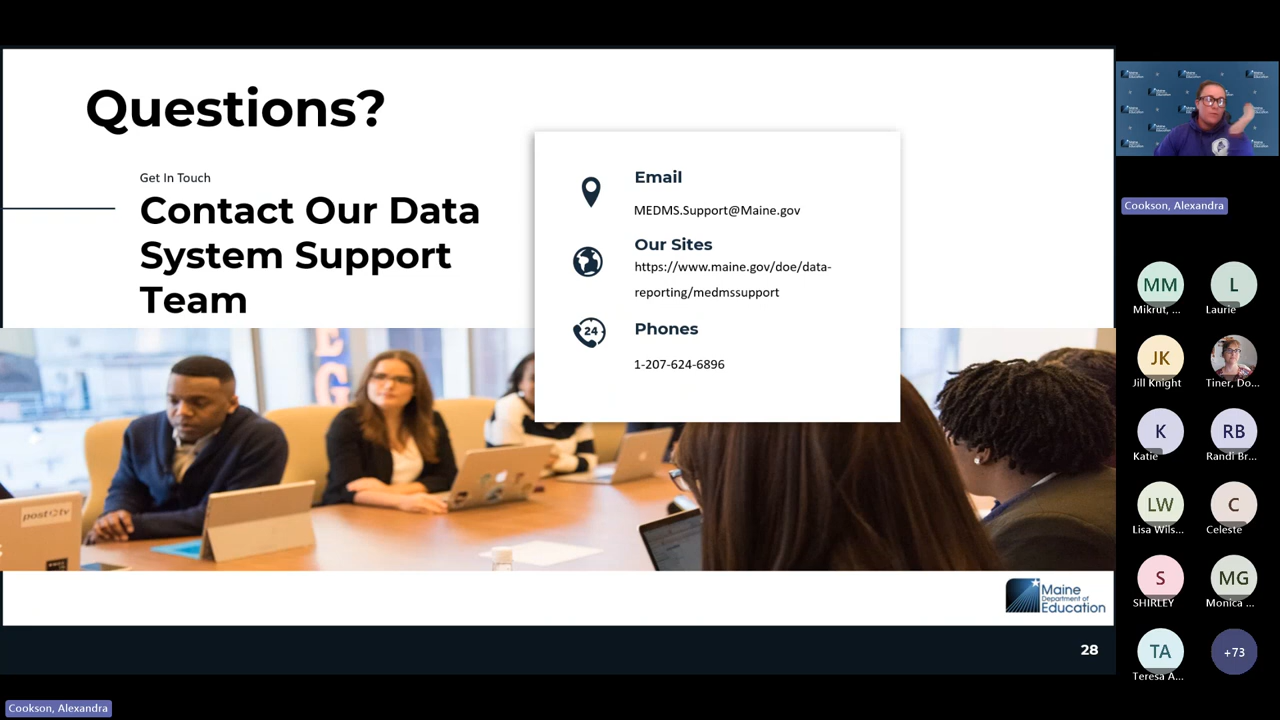 Questions?
Get In Touch
Contact Our Data
System Support
Team
Email
MEDMS.Support@Maine.gov
Our Sites
https://www.maine.gov/doe/data-
reporting/medmssupport
24
Phones
1-207-624-6896
post tv
Maine
Department of
Education
28
Cookson, Alexandra
Cookson, Alexandra
MM
Mikrut, ...
L
Laurie
JK
Jill Knight
Tiner, Do...
K
Katie
RB
Randi Br...
LW
Lisa Wils...
C
Celeste
S
SHIRLEY
MG
Monica ...
TA
Teresa A...
+73